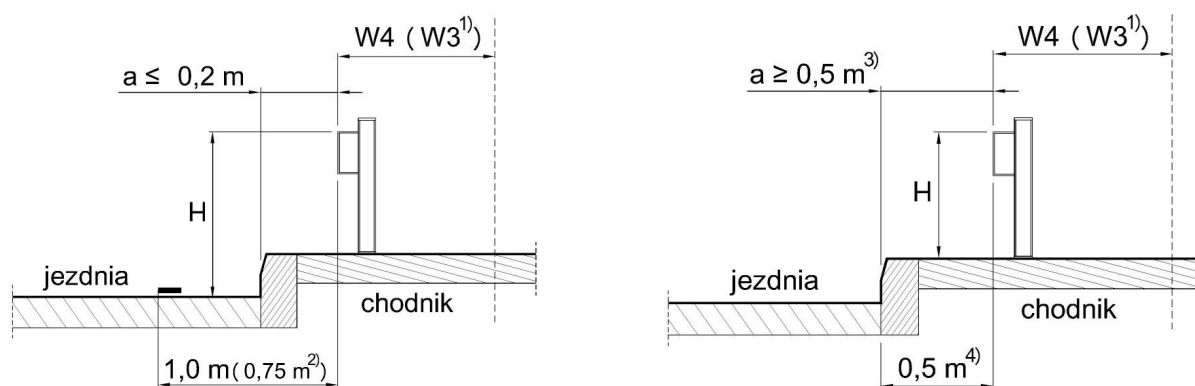 W4 ( W3¹⁾)
a ≤ 0,2 m
H
jezdnia
chodnik
1,0 m ( 0,75 m²⁾)
W4 ( W3¹⁾)
a ≥ 0,5 m³⁾
H
jezdnia
chodnik
0,5 m⁴⁾